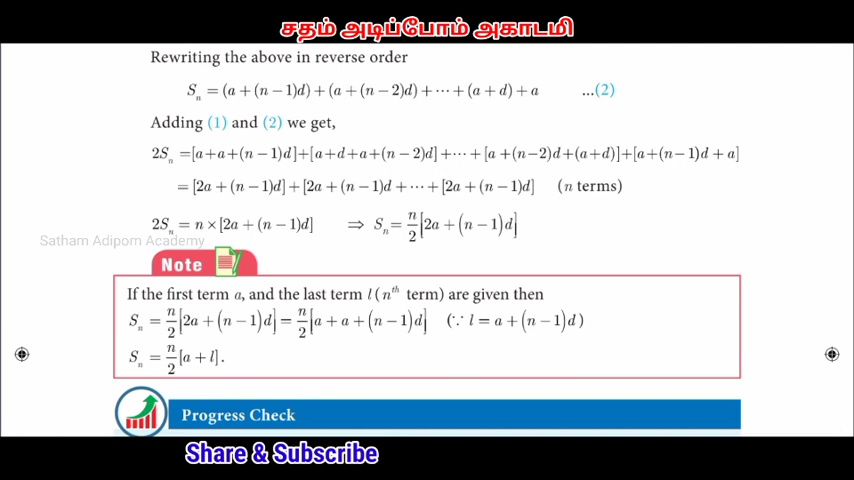 சதம் அடிப்போம் அகாடமி
Rewriting the above in reverse order
Sₙ = (a + (n − 1)d) + (a + (n − 2)d) + ⋯ + (a + d) + a ...(2)
Adding (1) and (2) we get,
2Sₙ =[a+a+(n − 1)d]+[a+d+a+(n − 2)d]+⋯+[a +(n−2)d+(a+d)]+[a+(n−1)d + a]
= [2a + (n − 1)d] + [2a + (n − 1)d + ⋯ + [2a + (n − 1)d] (n terms)
2Sₙ = n × [2a + (n − 1)d] ⇒ Sₙ = n/2 [2a + (n − 1)d]
Satham Adipom Academy
Note
If the first term a, and the last term l (nᵗʰ term) are given then
Sₙ = n/2 [2a + (n − 1)d] = n/2 [a + a + (n − 1)d] (∵ l = a + (n − 1)d)
Sₙ = n/2 [a + l].
Progress Check
Share & Subscribe